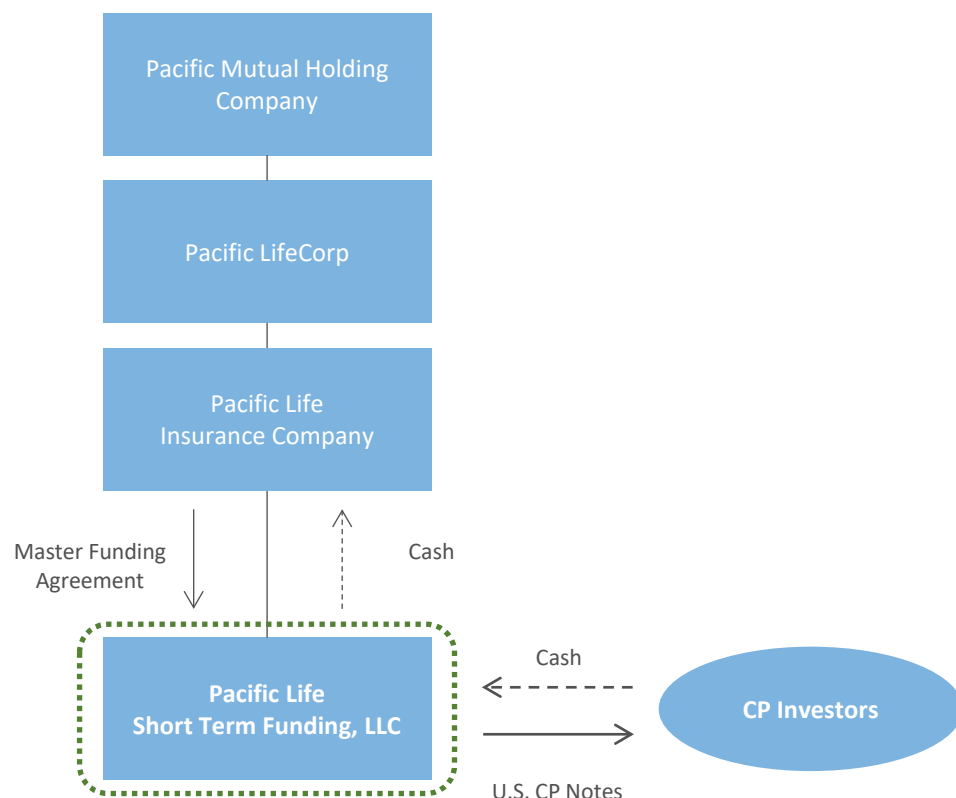 Pacific Mutual Holding
Company
Pacific LifeCorp
Pacific Life
Insurance Company
Master Funding
Agreement
Cash
Pacific Life
Short Term Funding, LLC
Cash
CP Investors
U.S. CP Notes